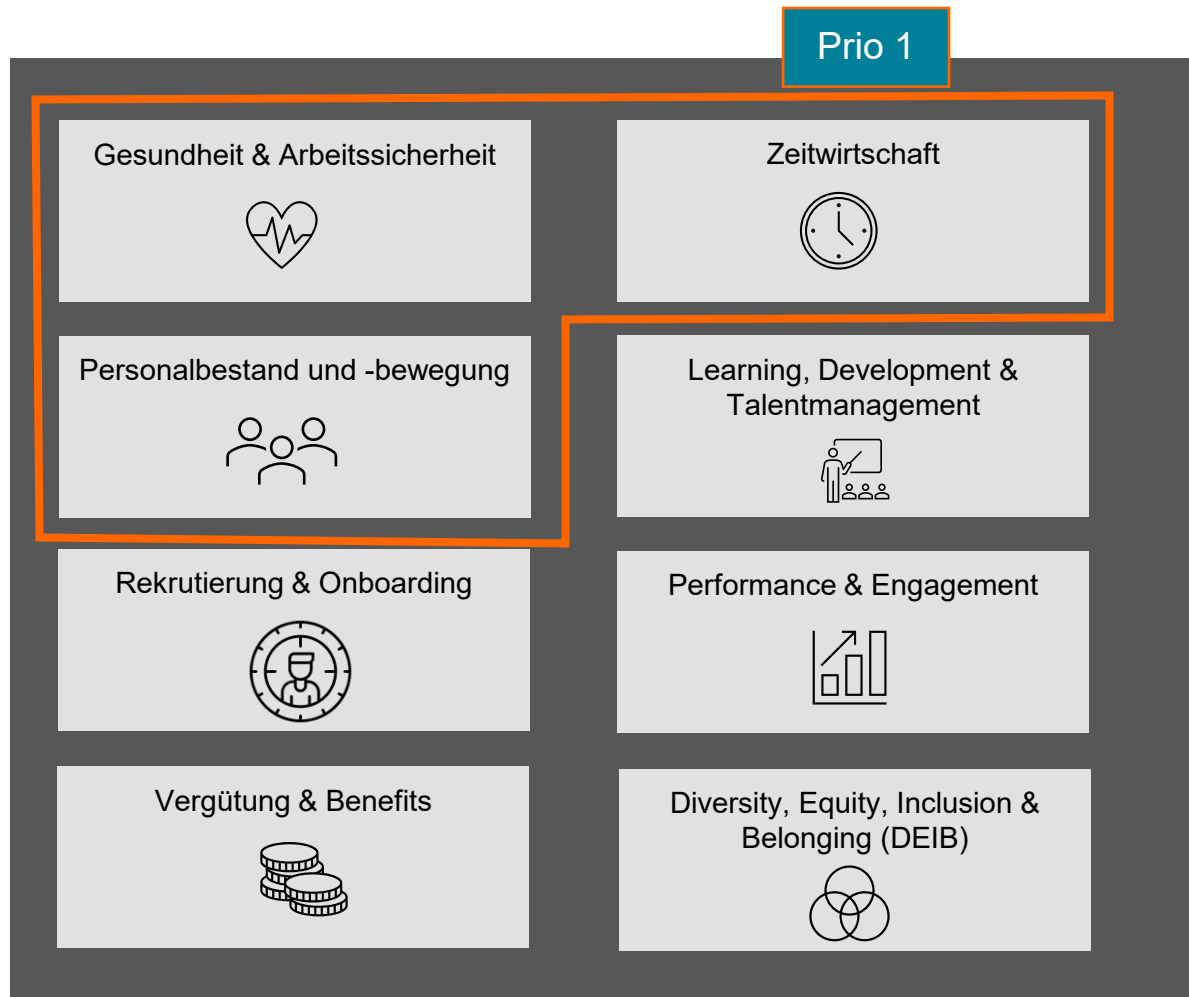 Prio 1
Gesundheit & Arbeitssicherheit
Zeitwirtschaft
Personalbestand und -bewegung
Learning, Development &
Talentmanagement
Rekrutierung & Onboarding
Performance & Engagement
Vergütung & Benefits
Diversity, Equity, Inclusion &
Belonging (DEIB)